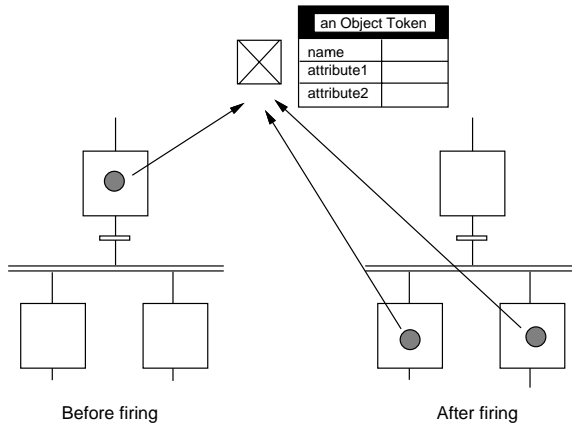 an Object Token
name
attribute1
attribute2
Before firing
After firing